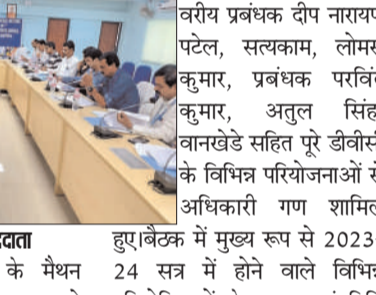 वरीय प्रबंधक दीप नारायण
पटेल, सत्यकाम, लोमस
कुमार, प्रबंधक परविंद
कुमार, अतुल सिंह
वानखेडे सहित पूरे डीवीसी
के विभिन्न परियोजनाओं से
अधिकारी गण शामिल
हुए।बैठक में मुख्य रूप से 2023-
24 सत्र में होने वाले विभिन्न
के मैथन